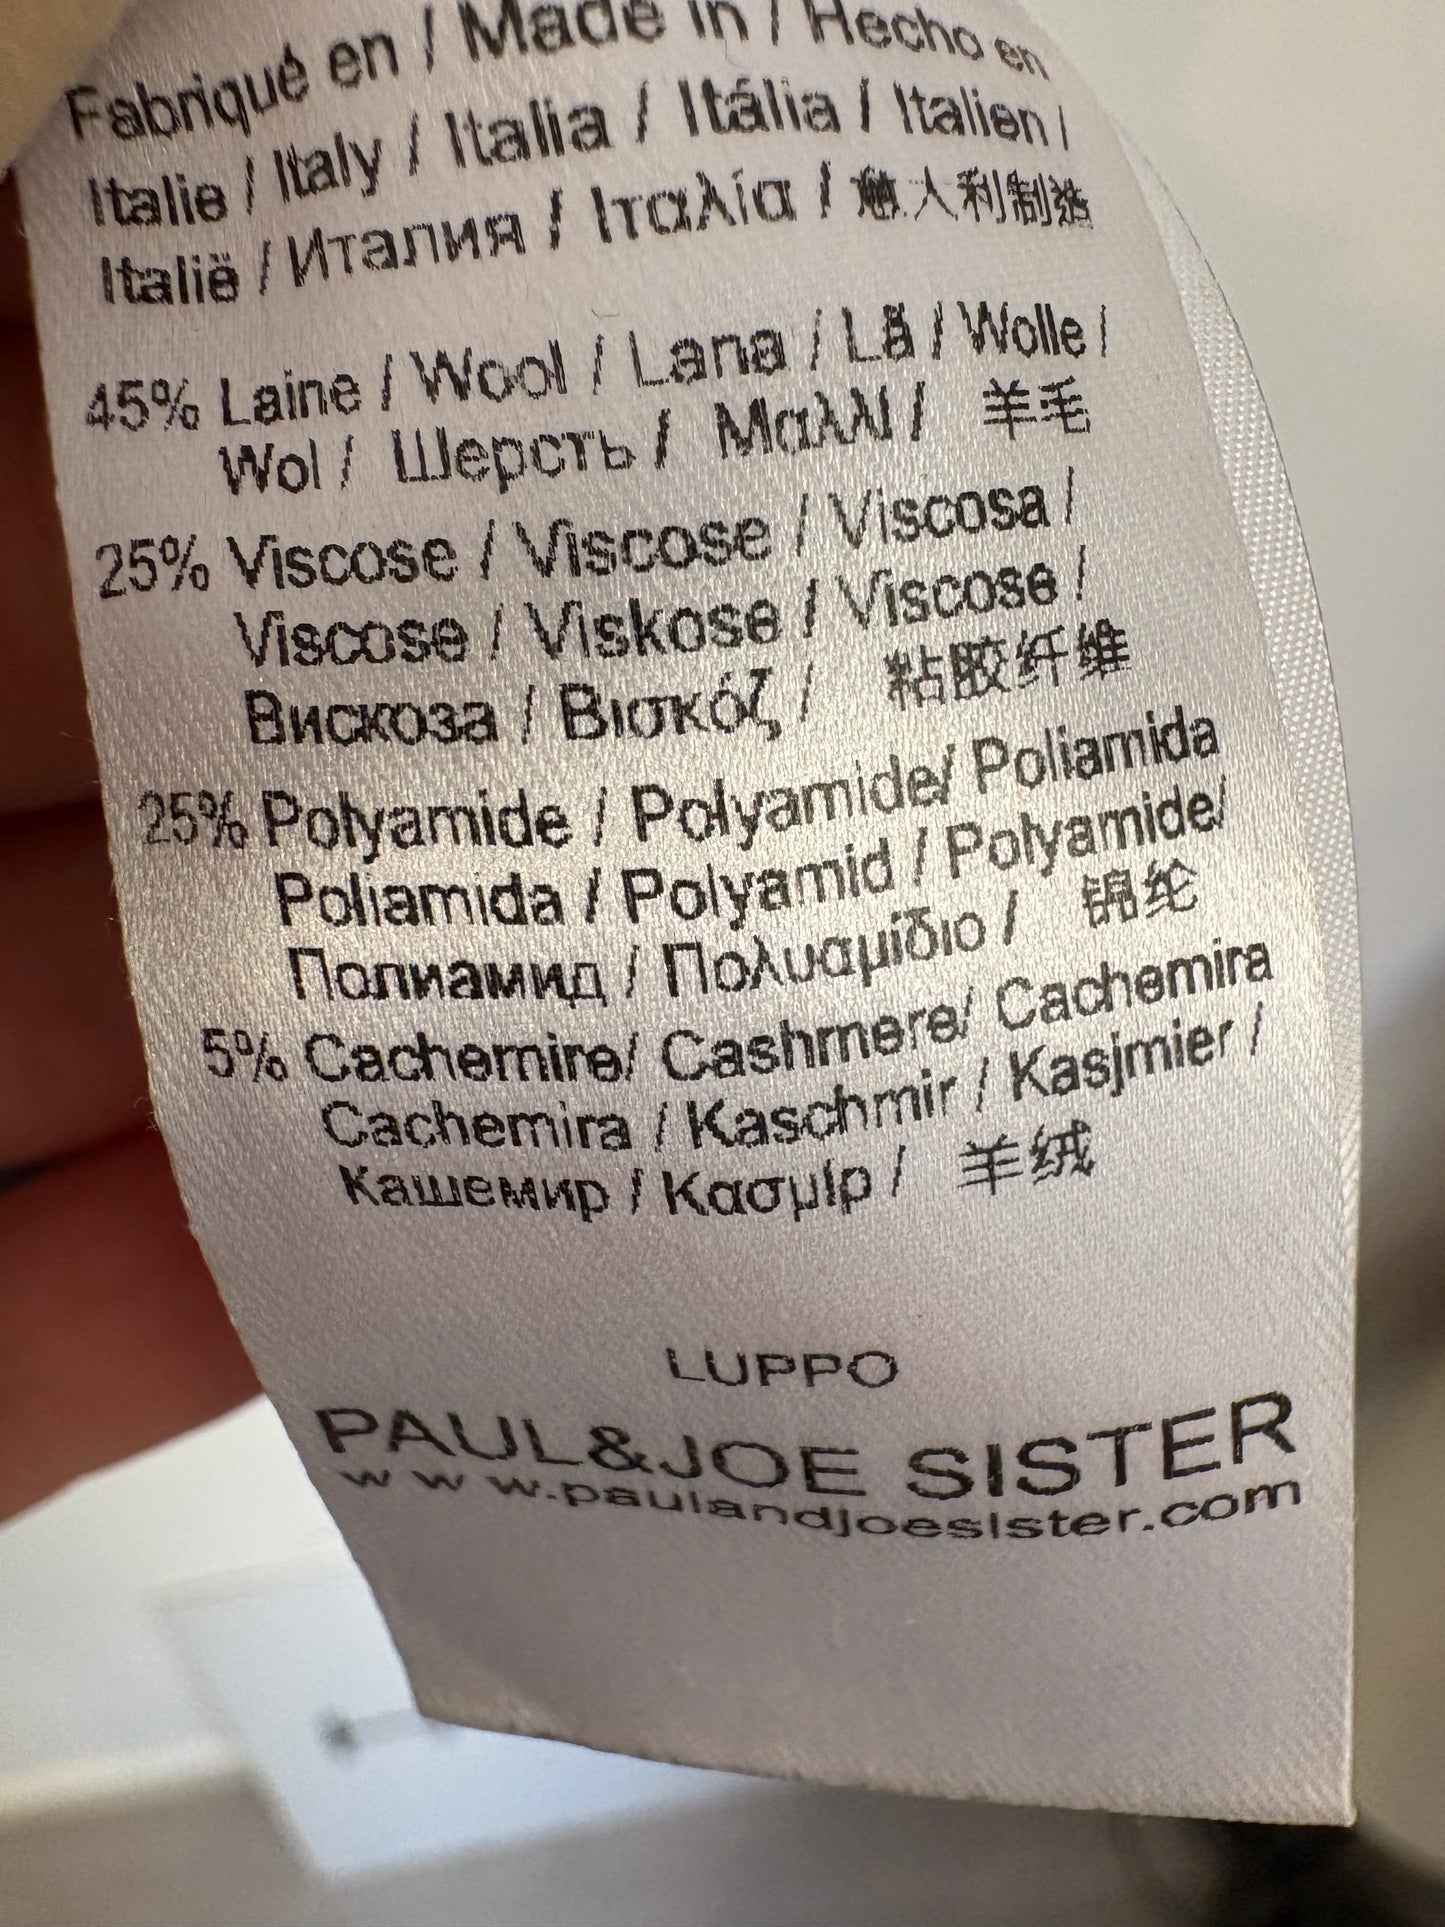 Fabriqué en / Made in / Hecho en
Italie / Italy / Italia / Itália / Italien /
Italië / Италия / Ιταλία / 意大利制造
45% Laine / Wool / Lana / Lã / Wolle /
Wol / Шерсть / Μαλλί / 羊毛
25% Viscose / Viscose / Viscosa /
Viscose / Viskose / Viscose /
Вискоза / Βισκόζ / 粘胶纤维
25% Polyamide / Polyamide/ Poliamida
Poliamida / Polyamid / Polyamide/
Полиамид / Πολυαμίδιο / 锦纶
5% Cachemire/ Cashmere/ Cachemira
Cachemira / Kaschmir / Kasjmier /
Кашемир / Κασμίρ / 羊绒
LUPPO
PAUL&JOE SISTER
www.paulandjoesister.com